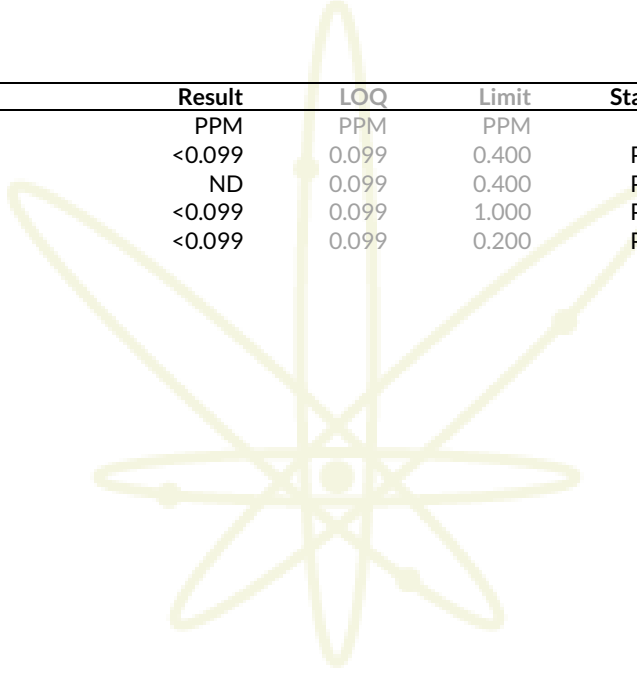 Result LOQ Limit Sta
PPM PPM PPM
<0.099 0.099 0.400 P
ND 0.099 0.400 P
<0.099 0.099 1.000 P
<0.099 0.099 0.200 P